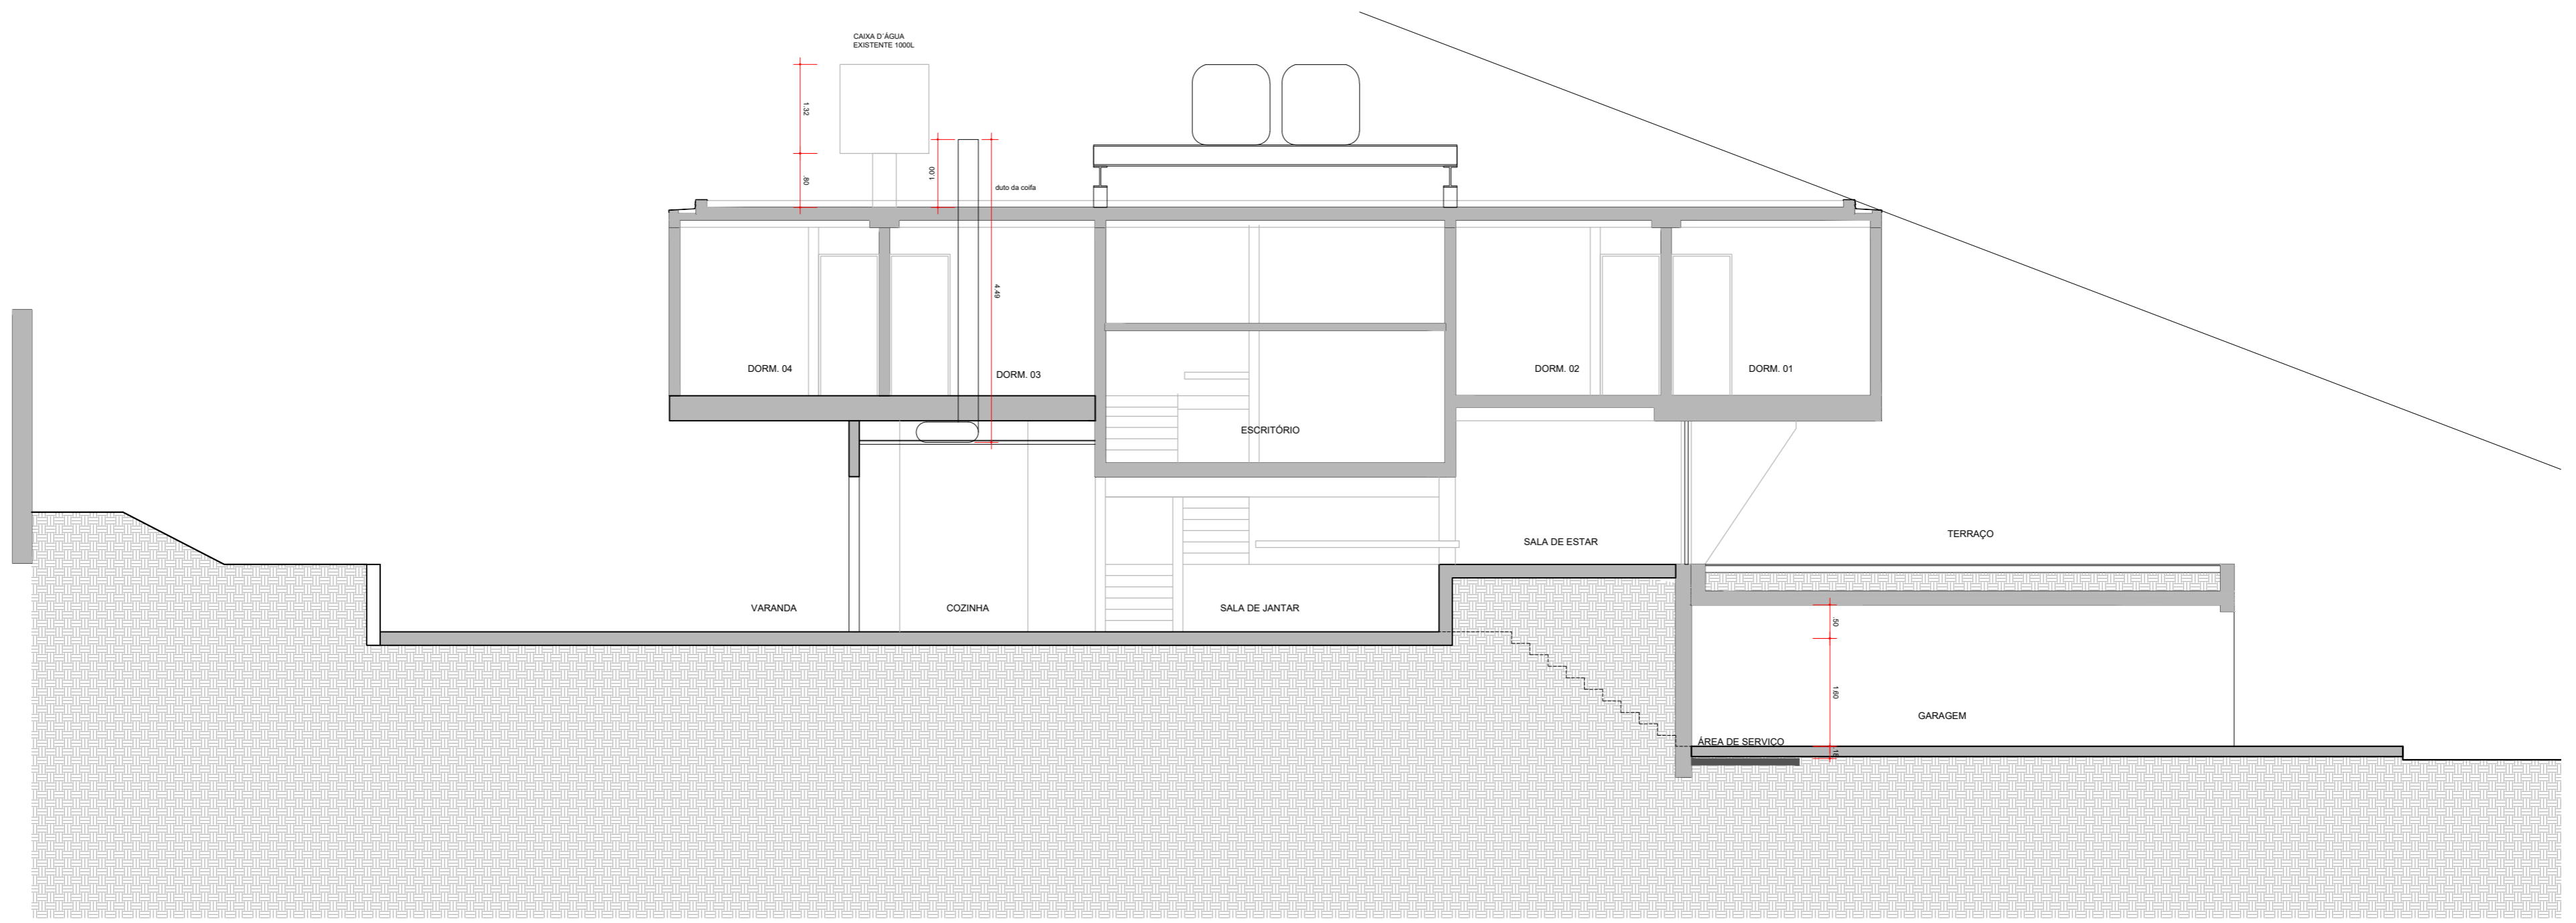 CAIXA D´ÁGUA
EXISTENTE 1000L
1.32
.80
1.00
duto da coifa
4.49
DORM. 04
DORM. 03
DORM. 02
DORM. 01
ESCRITÓRIO
SALA DE ESTAR
TERRAÇO
VARANDA
COZINHA
SALA DE JANTAR
.50
1.60
GARAGEM
ÁREA DE SERVIÇO